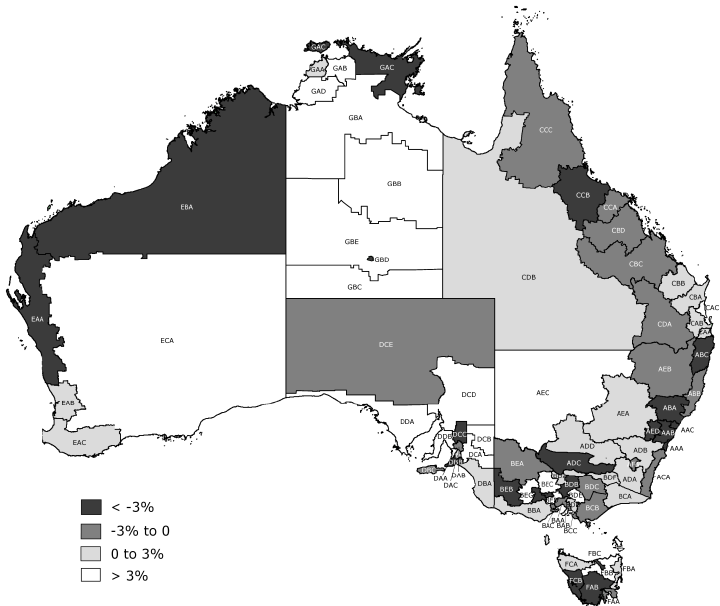 GAC
GAC
GAA
GAB
GAD
GBA
CCC
GBB
EBA
CCB
CCA
CBD
GBE
GBD
CBC
GBC
CDB
CBB
CBA
CAC
EAA
CAB
CDA
ECA
DCE
ABC
AEB
ABB
DCD
AEC
EAB
ABA
AEA
DDA
AED
AAB
AAC
AAA
EAC
DDB
DCC
DCB
DCA
ADD
ADB
BEA
ADC
ACA
DAB
DAA
DAC
DBA
BEB
BEC
BDB
BDC
BDF
ADA
BCA
BBA
BCB
BDE
BAA
BAC
BAB
BCC
< -3%
-3% to 0
0 to 3%
> 3%
FBC
FCA
FBB
FBA
FCB
FAB
FAA